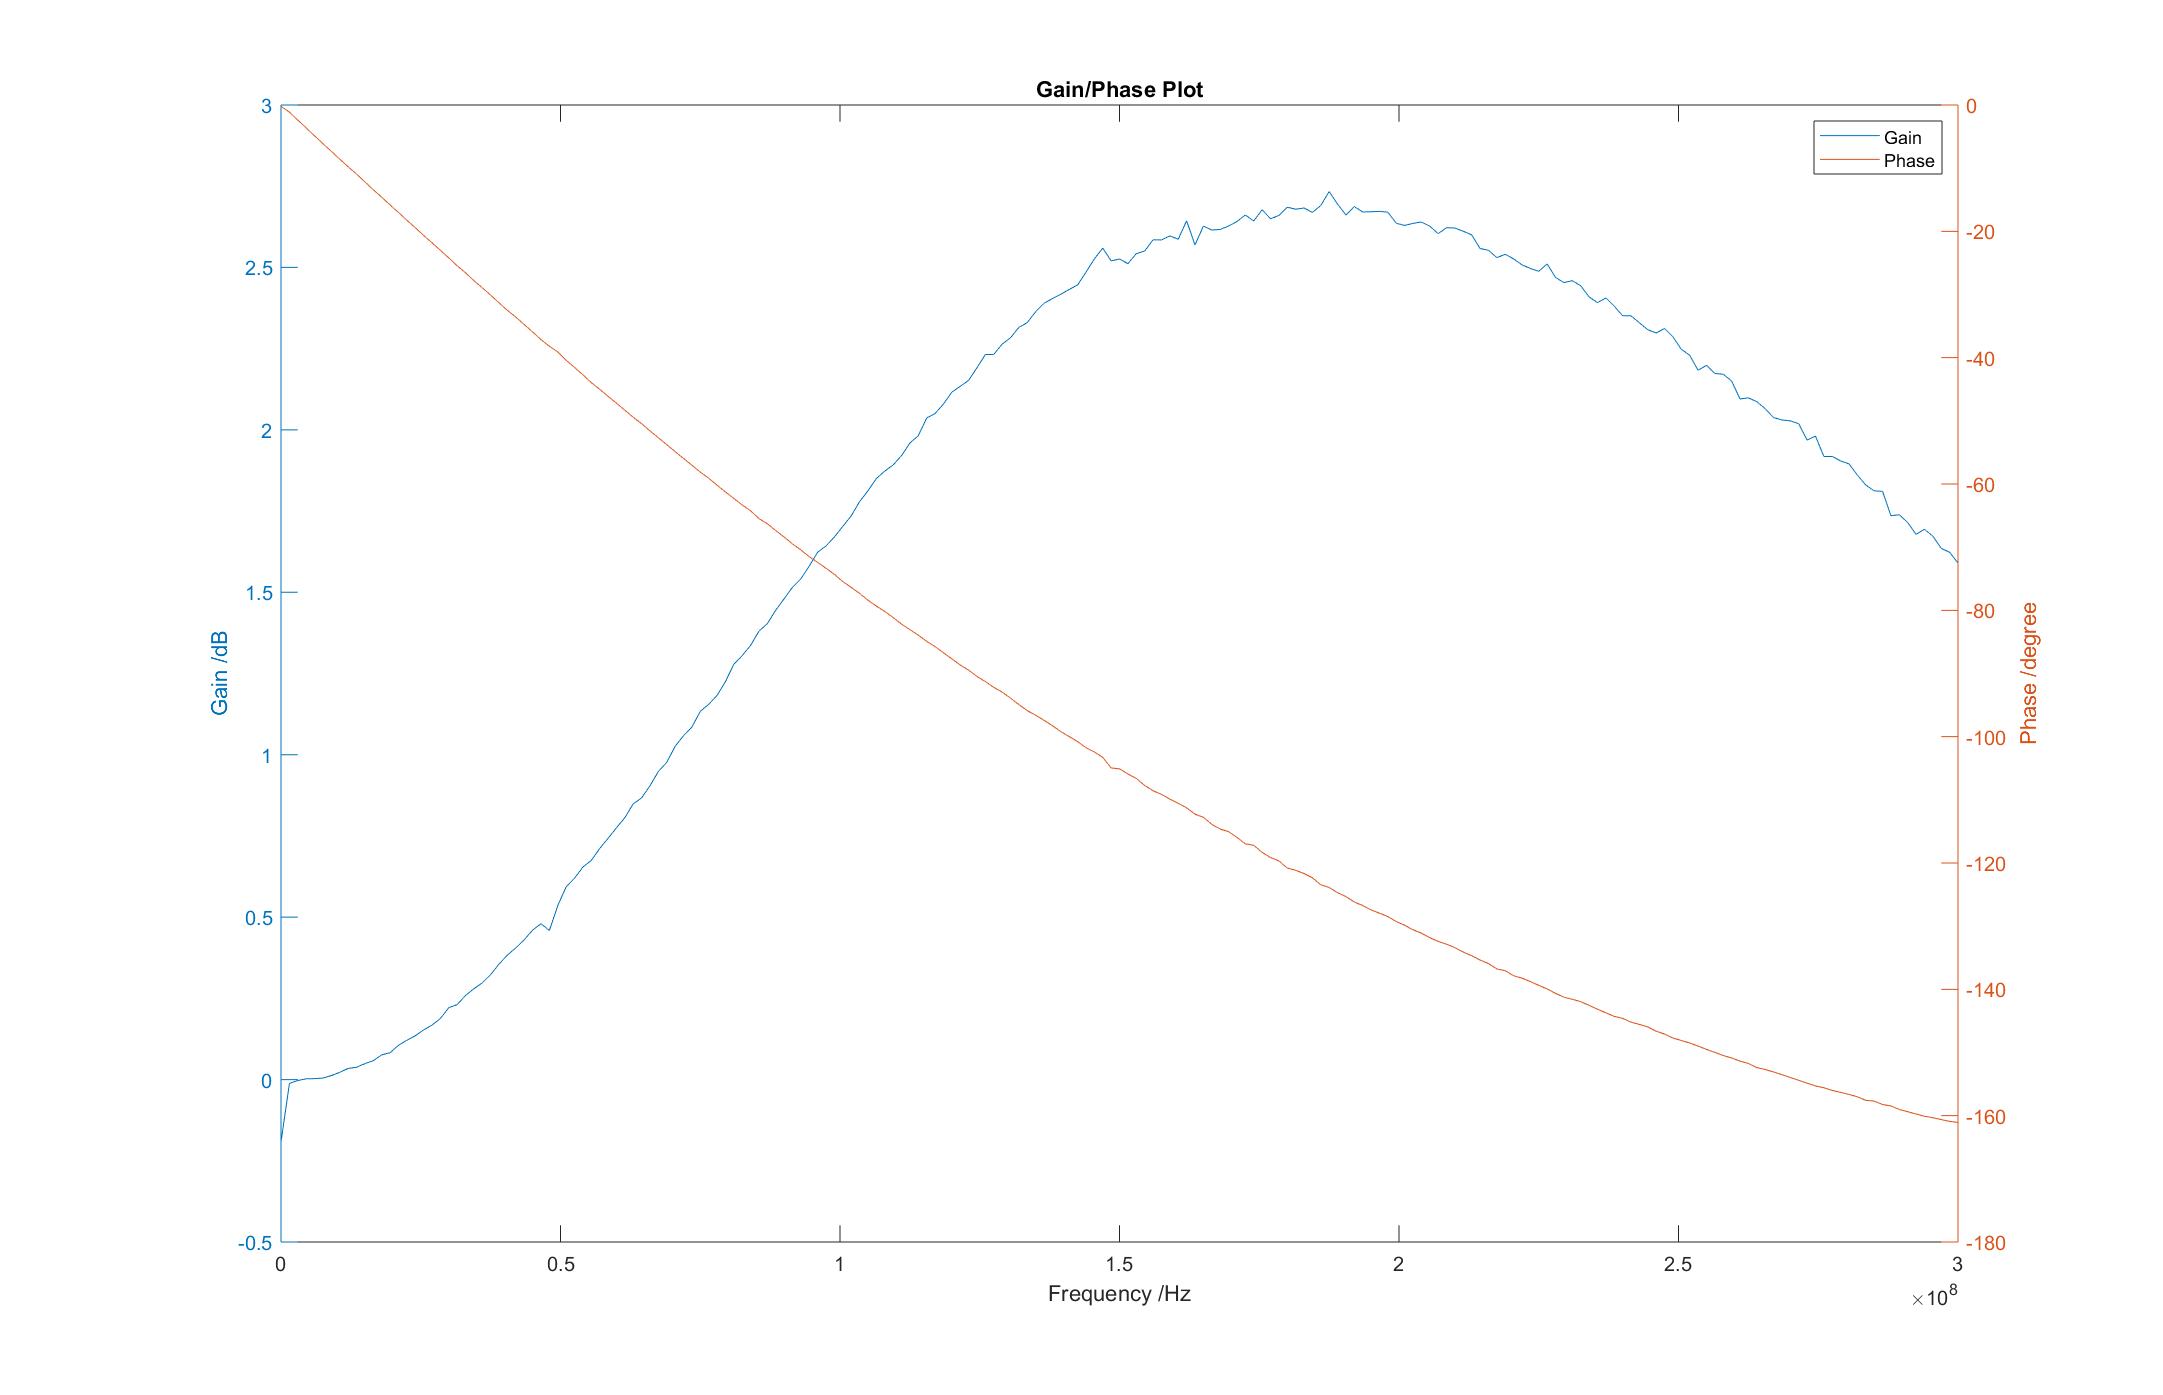 Gain/Phase Plot
3
2.5
2
1.5
1
0.5
0
-0.5
Gain /dB
0
-20
-40
-60
-80
-100
-120
-140
-160
-180
Phase /degree
Gain
Phase
0 0.5 1 1.5 2 2.5 3
Frequency /Hz
×10⁸